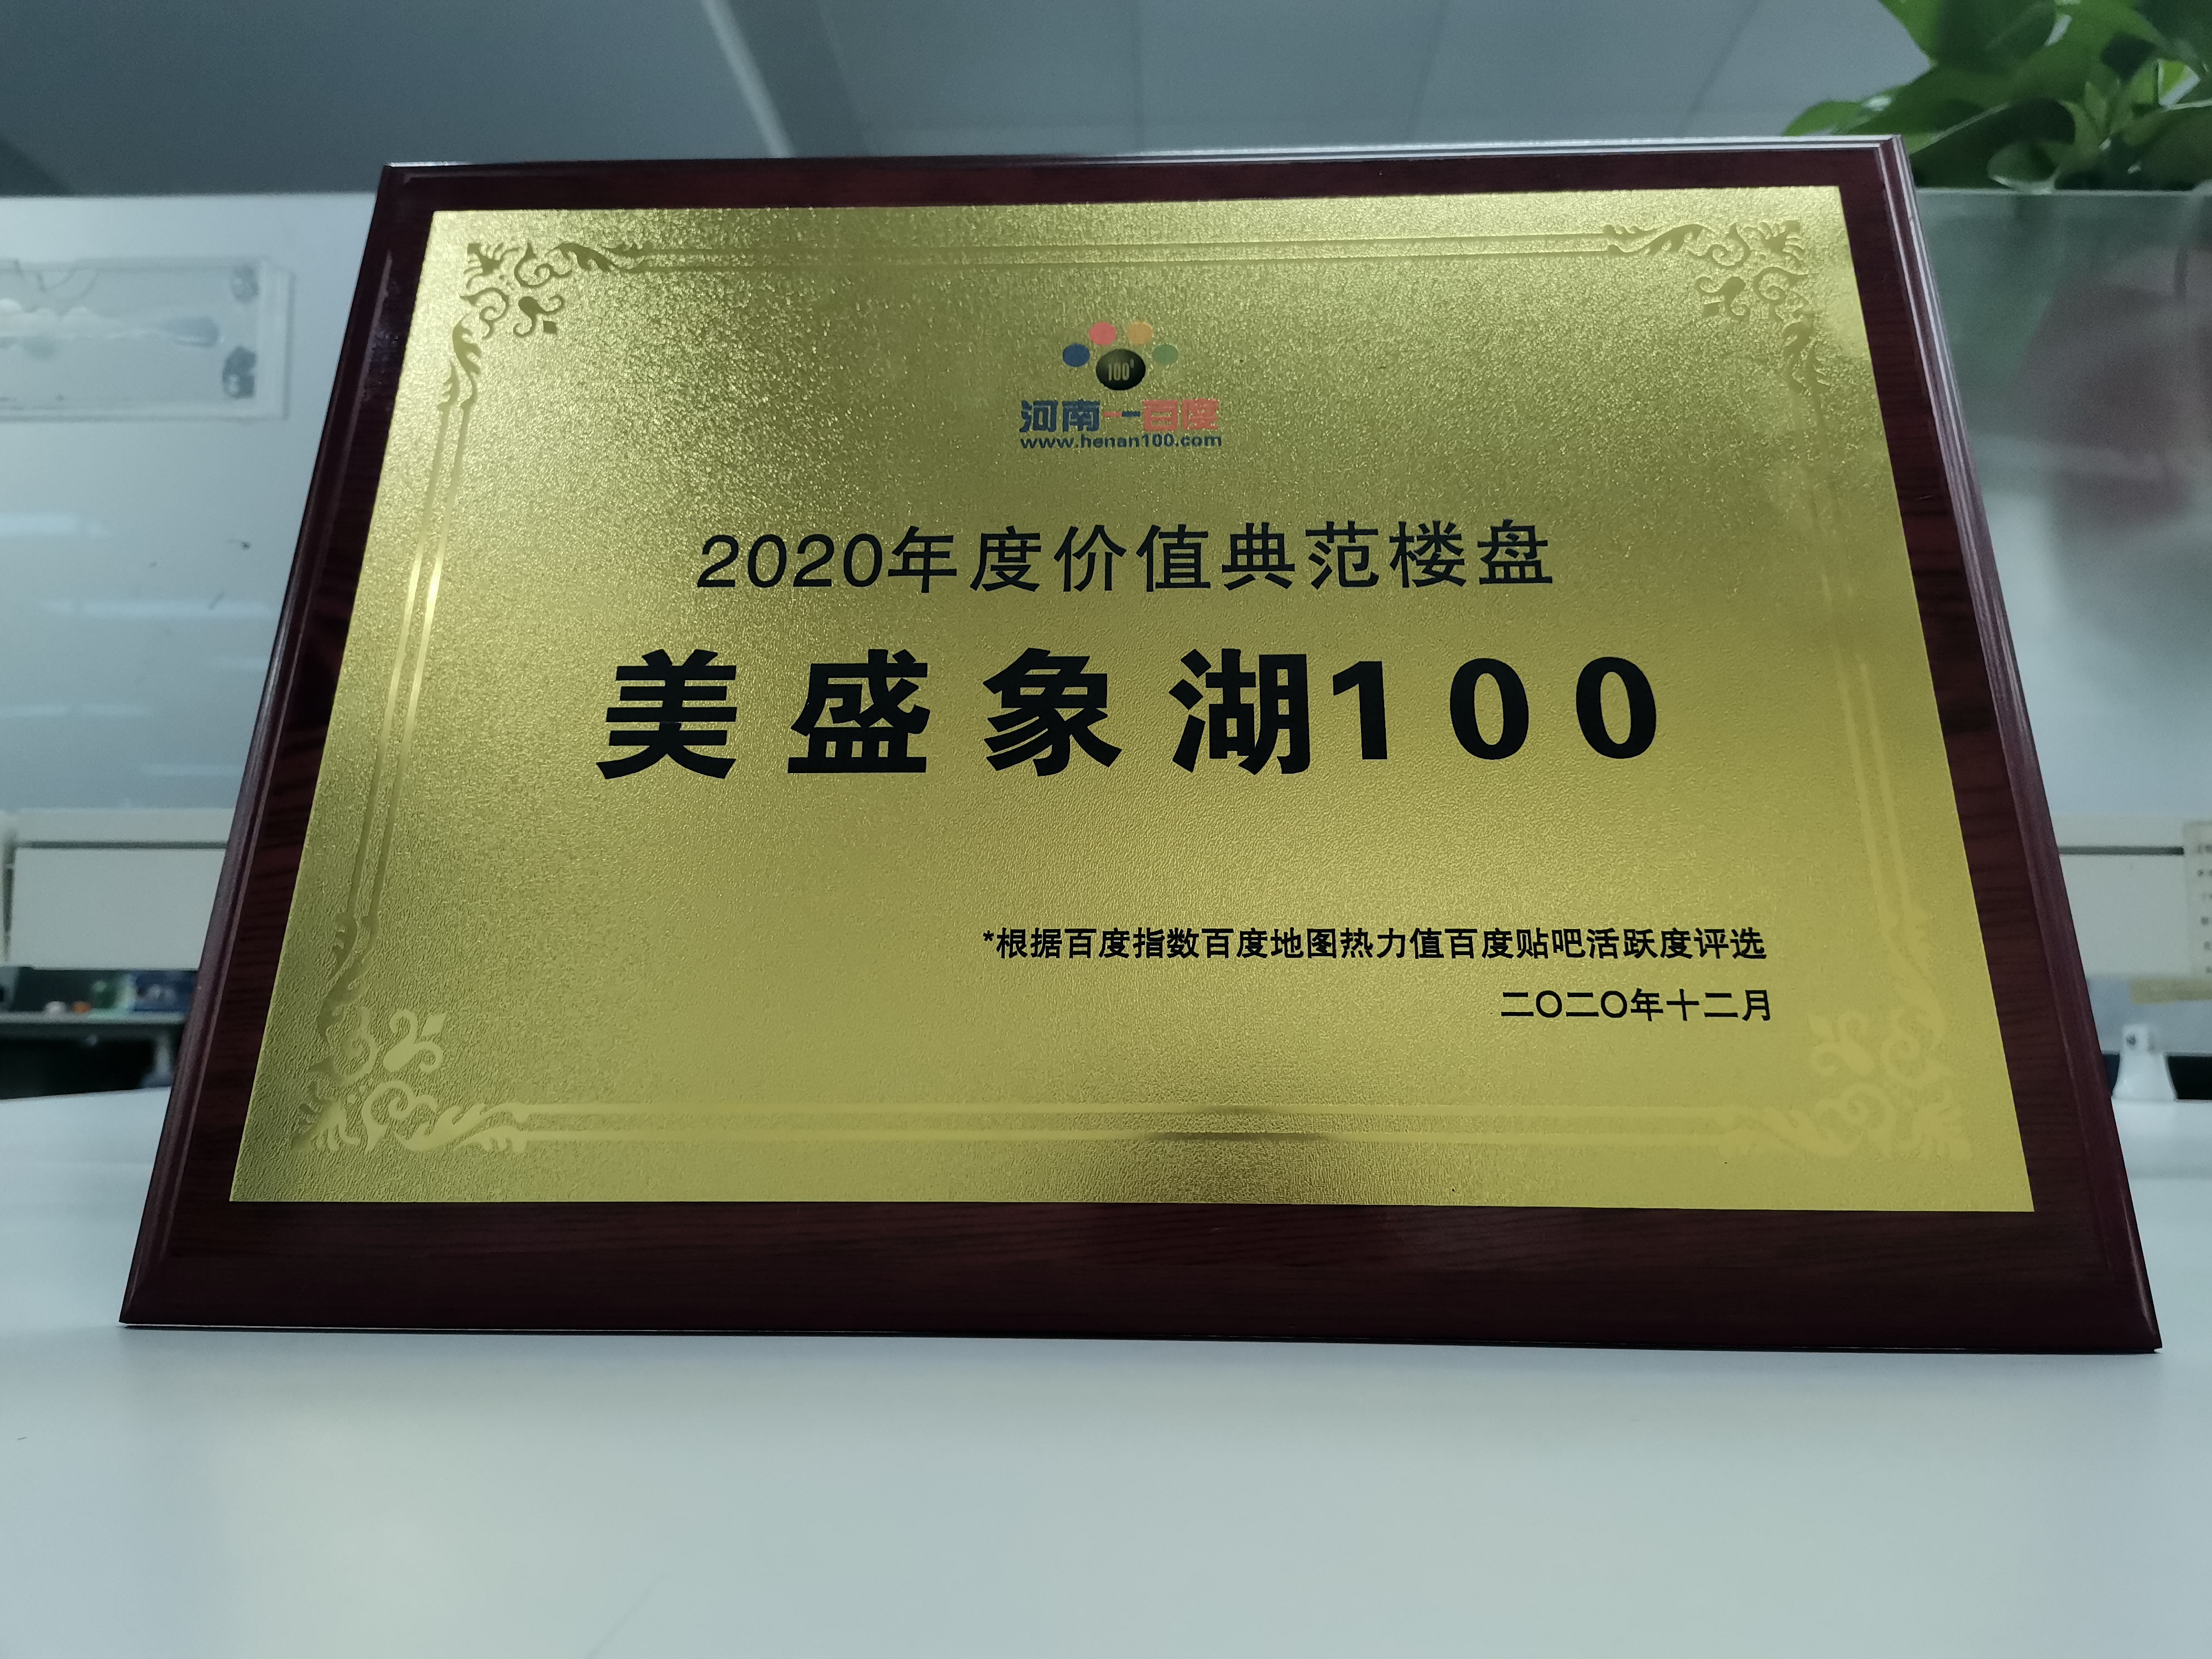 100°
河南一百度
www.henan100.com
2020年度价值典范楼盘
美盛象湖100
*根据百度指数百度地图热力值百度贴吧活跃度评选
二〇二〇年十二月